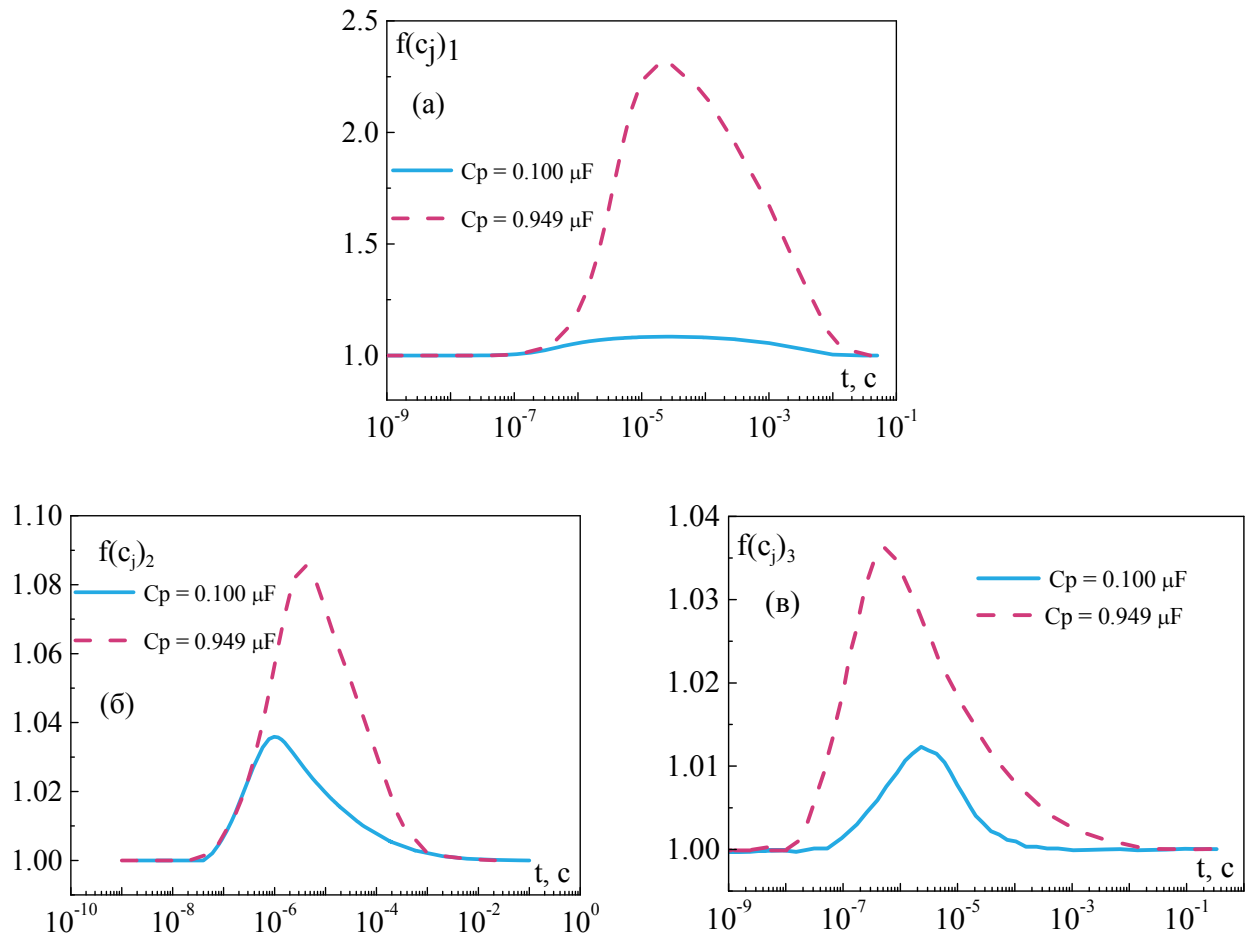 2.5
f(cj)1
(а)
2.0
Cp = 0.100 μF
Cp = 0.949 μF
1.5
1.0
t, c
10⁻⁹ 10⁻⁷ 10⁻⁵ 10⁻³ 10⁻¹
1.10
f(cj)2
1.08
Cp = 0.100 μF
Cp = 0.949 μF
1.06
(б)
1.04
1.02
1.00
t, c
10⁻¹⁰ 10⁻⁸ 10⁻⁶ 10⁻⁴ 10⁻² 10⁰
1.04
f(cj)3
Cp = 0.100 μF
(в)
Cp = 0.949 μF
1.03
1.02
1.01
1.00
t, c
10⁻⁹ 10⁻⁷ 10⁻⁵ 10⁻³ 10⁻¹